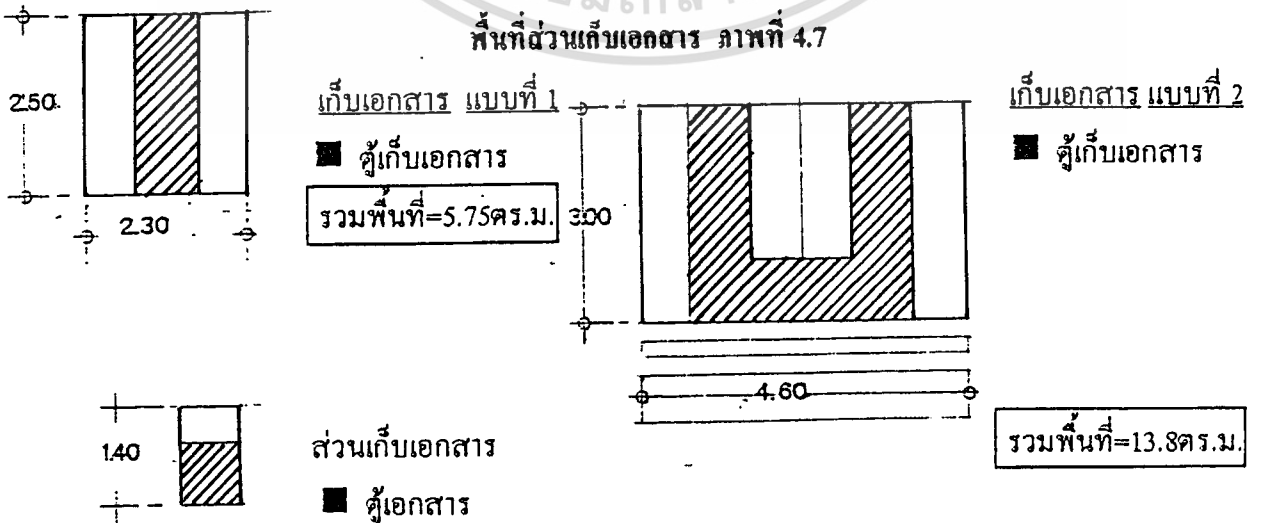 พื้นที่ส่วนเก็บเอกสาร ภาพที่ 4.7
2.50
เก็บเอกสาร แบบที่ 1
ตู้เก็บเอกสาร
รวมพื้นที่=5.75ตร.ม.
2.30
เก็บเอกสาร แบบที่ 2
ตู้เก็บเอกสาร
3.00
4.60
รวมพื้นที่=13.8ตร.ม.
1.40
ส่วนเก็บเอกสาร
ตู้เอกสาร